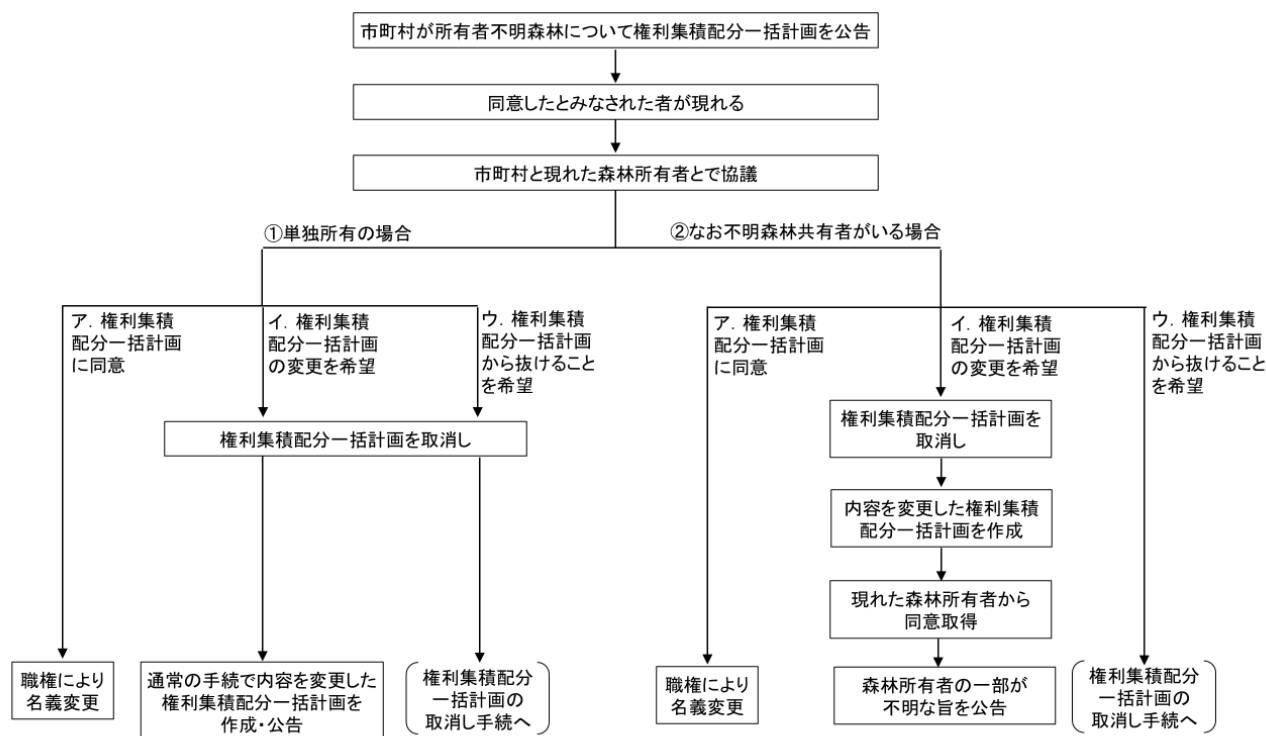 市町村が所有者不明森林について権利集積配分一括計画を公告
同意したとみなされた者が現れる
市町村と現れた森林所有者とで協議
①単独所有の場合
②なお不明森林共有者がいる場合
ア．権利集積
配分一括計画
に同意
イ．権利集積
配分一括計画
の変更を希望
ウ．権利集積
配分一括計画
から抜けること
を希望
ア．権利集積
配分一括計画
に同意
イ．権利集積
配分一括計画
の変更を希望
ウ．権利集積
配分一括計画
から抜けること
を希望
権利集積配分一括計画を取消し
権利集積配分一括計画を
取消し
内容を変更した権利集積
配分一括計画を作成
現れた森林所有者から
同意取得
職権により
名義変更
通常の手続で内容を変更した
権利集積配分一括計画を
作成・公告
権利集積配分
一括計画の
取消し手続へ
職権により
名義変更
森林所有者の一部が
不明な旨を公告
権利集積配分
一括計画の
取消し手続へ